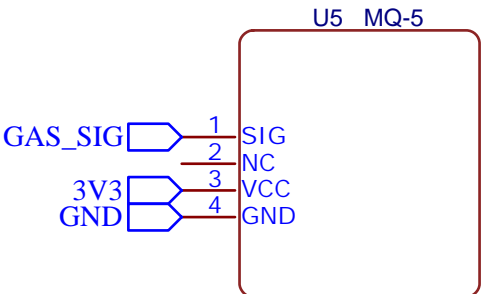 U5 MQ-5
GAS_SIG 1 SIG
2 NC
3V3 3 VCC
GND 4 GND